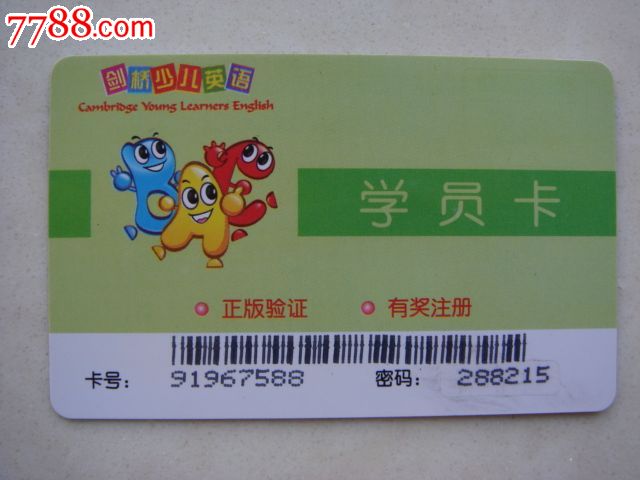 7788.com
剑桥少儿英语
Cambridge Young Learners English
B A E
学员卡
正版验证 有奖注册
卡号： 91967588 密码： 288215